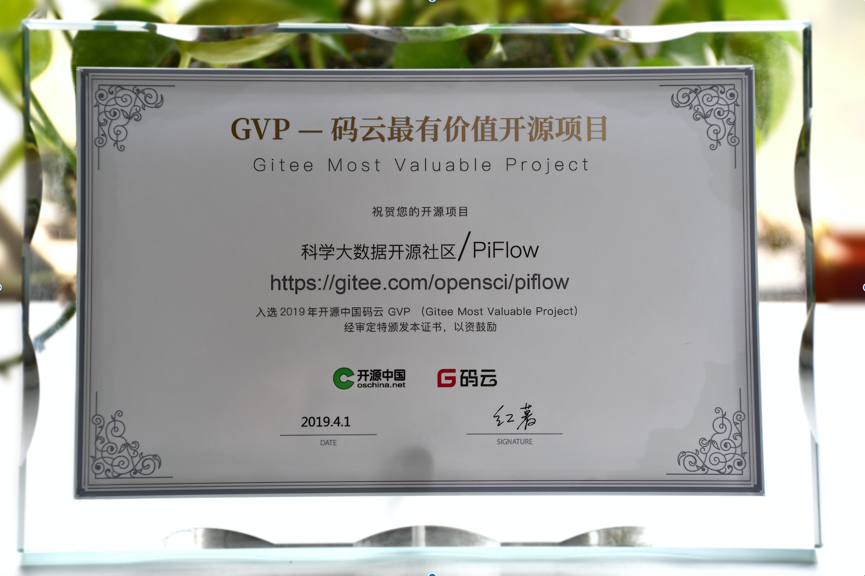 GVP — 码云最有价值开源项目
Gitee Most Valuable Project
祝贺您的开源项目
科学大数据开源社区/PiFlow
https://gitee.com/opensci/piflow
入选 2019 年开源中国码云 GVP （Gitee Most Valuable Project）
经审定特颁发本证书，以资鼓励
开源中国 码云
oschina.net
2019.4.1 红薯
DATE SIGNATURE